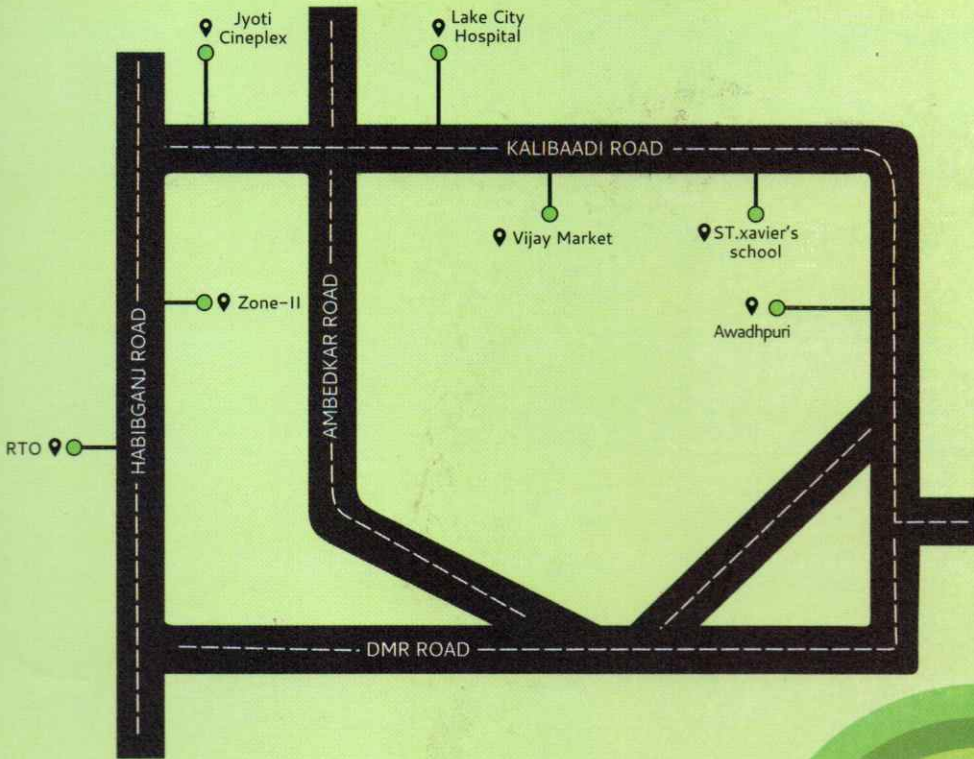 Jyoti
Cineplex
Lake City
Hospital
KALIBAADI ROAD
Vijay Market
ST.xavier's
school
Zone-II
Awadhpuri
HABIBGANJ ROAD
AMBEDKAR ROAD
RTO
DMR ROAD